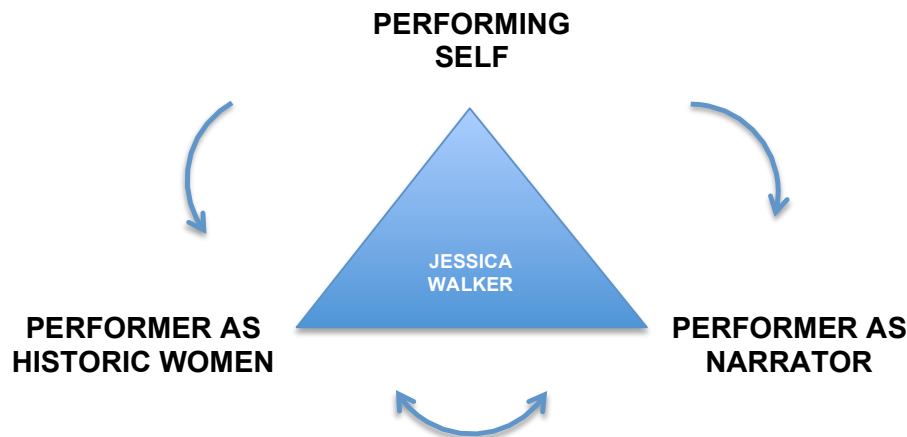 PERFORMING
SELF
JESSICA
WALKER
PERFORMER AS
HISTORIC WOMEN
PERFORMER AS
NARRATOR